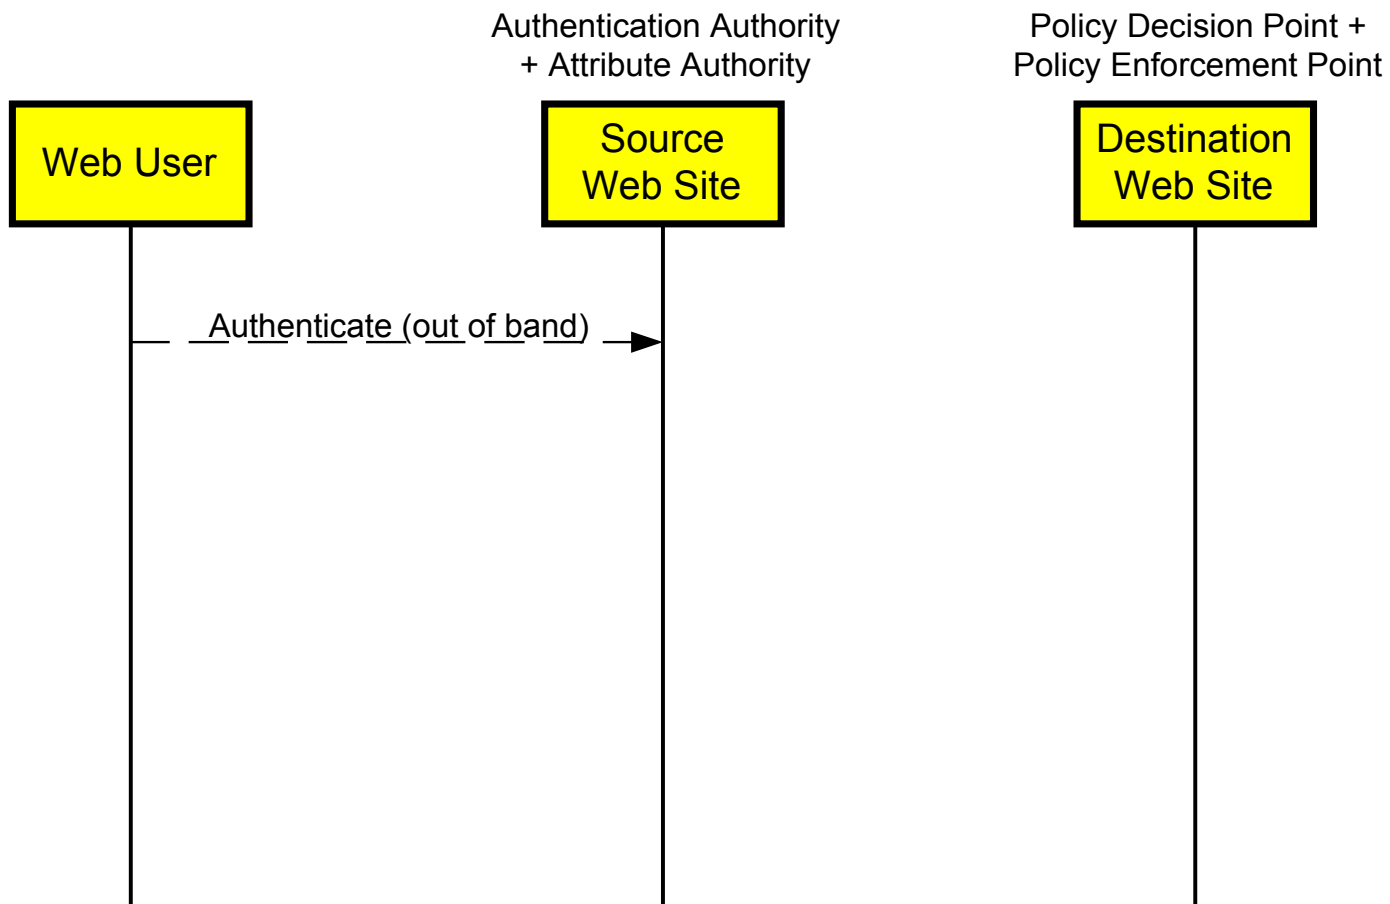 Authentication Authority
+ Attribute Authority
Policy Decision Point +
Policy Enforcement Point
Web User
Source
Web Site
Destination
Web Site
Authenticate (out of band)